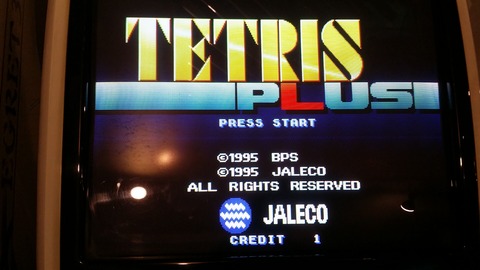 TETRIS
PLUS
PRESS START
©1995 BPS
©1995 JALECO
ALL RIGHTS RESERVED
JALECO
CREDIT 1